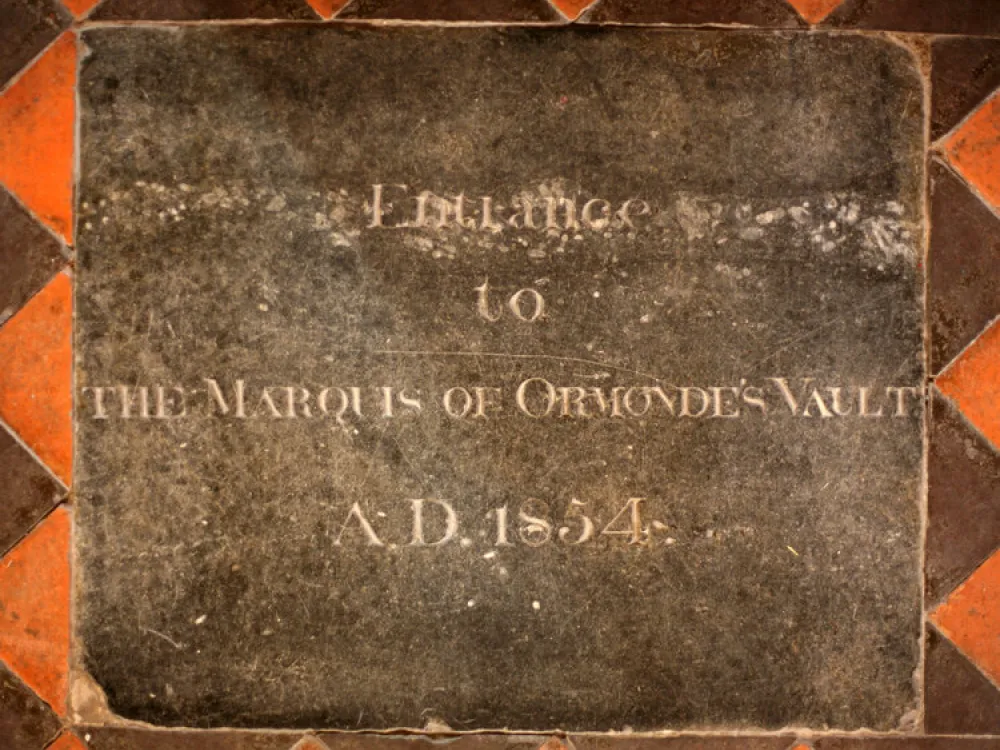 Entrance
to
THE MARQUIS OF ORMONDE'S VAULT
A.D. 1854.